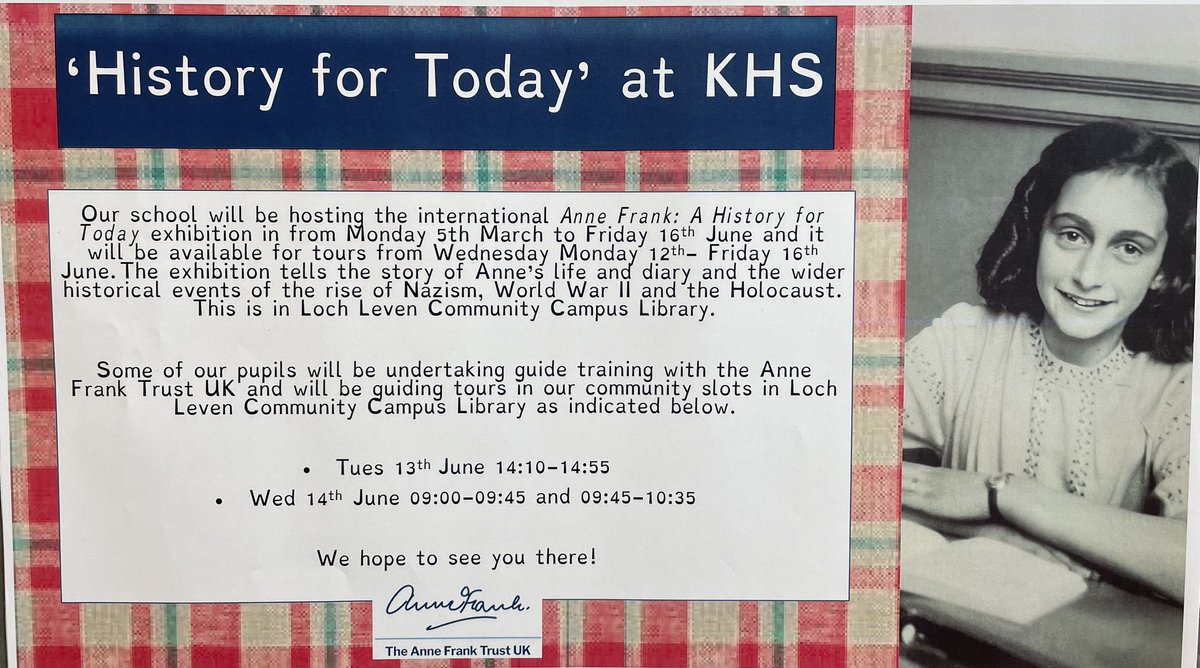 ‘History for Today’ at KHS
Our school will be hosting the international Anne Frank: A History for
Today exhibition in from Monday 5th March to Friday 16th June and it
will be available for tours from Wednesday Monday 12th– Friday 16th
June. The exhibition tells the story of Anne’s life and diary and the wider
historical events of the rise of Nazism, World War II and the Holocaust.
This is in Loch Leven Community Campus Library.
Some of our pupils will be undertaking guide training with the Anne
Frank Trust UK and will be guiding tours in our community slots in Loch
Leven Community Campus Library as indicated below.
• Tues 13th June 14:10–14:55
• Wed 14th June 09:00–09:45 and 09:45–10:35
We hope to see you there!
Anne Frank.
The Anne Frank Trust UK